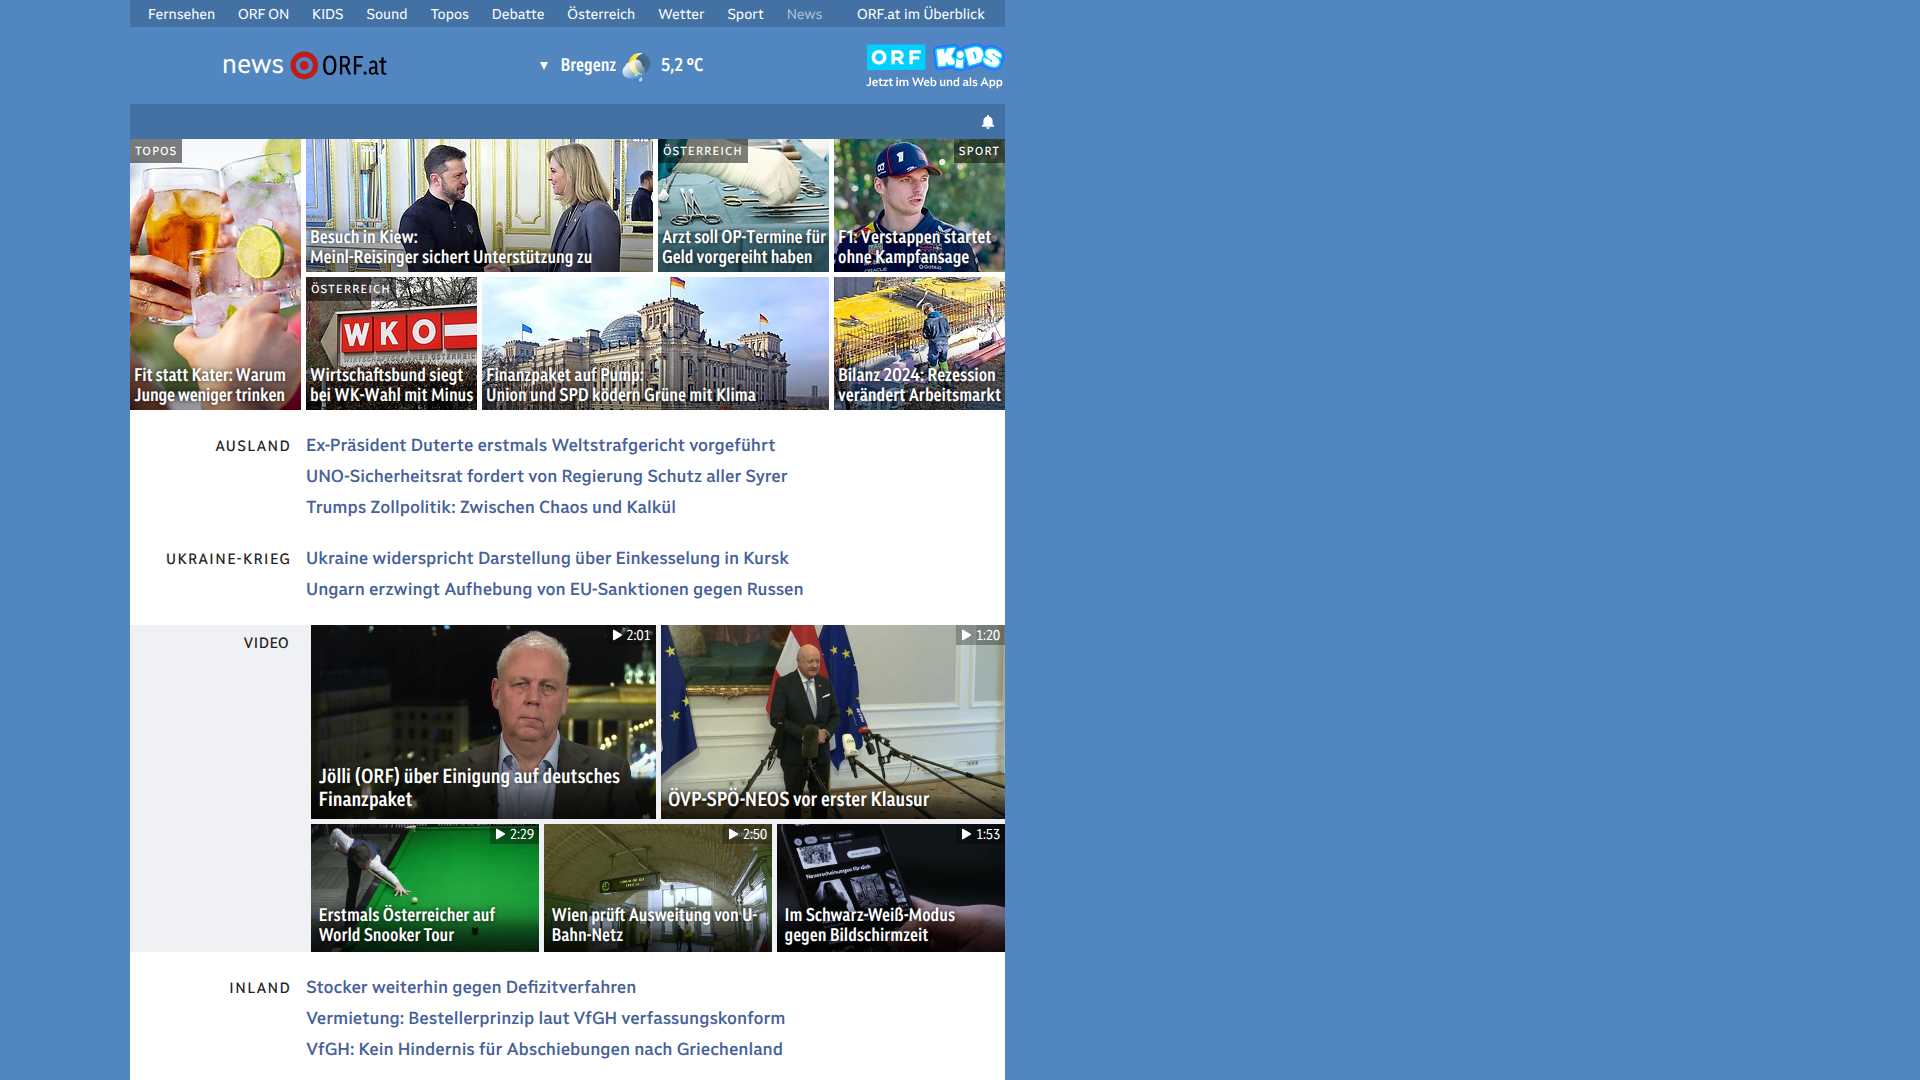 Fernsehen ORF ON KIDS Sound Topos Debatte Österreich Wetter Sport News ORF.at im Überblick
news ORF.at
Bregenz 5,2 °C
ORF KiDS
Jetzt im Web und als App
TOPOS
Fit statt Kater: Warum
Junge weniger trinken
Besuch in Kiew:
Meinl-Reisinger sichert Unterstützung zu
ÖSTERREICH
Arzt soll OP-Termine für
Geld vorgereiht haben
SPORT
F1: Verstappen startet
ohne Kampfansage
ÖSTERREICH
WKO
Wirtschaftsbund siegt
bei WK-Wahl mit Minus
Finanzpaket auf Pump:
Union und SPD ködern Grüne mit Klima
Bilanz 2024: Rezession
verändert Arbeitsmarkt
AUSLAND
Ex-Präsident Duterte erstmals Weltstrafgericht vorgeführt
UNO-Sicherheitsrat fordert von Regierung Schutz aller Syrer
Trumps Zollpolitik: Zwischen Chaos und Kalkül
UKRAINE-KRIEG
Ukraine widerspricht Darstellung über Einkesselung in Kursk
Ungarn erzwingt Aufhebung von EU-Sanktionen gegen Russen
VIDEO
2:01
Jölli (ORF) über Einigung auf deutsches
Finanzpaket
1:20
ÖVP-SPÖ-NEOS vor erster Klausur
2:29
Erstmals Österreicher auf
World Snooker Tour
2:50
Wien prüft Ausweitung von U-
Bahn-Netz
1:53
Neuerscheinungen für dich
Im Schwarz-Weiß-Modus
gegen Bildschirmzeit
INLAND
Stocker weiterhin gegen Defizitverfahren
Vermietung: Bestellerprinzip laut VfGH verfassungskonform
VfGH: Kein Hindernis für Abschiebungen nach Griechenland